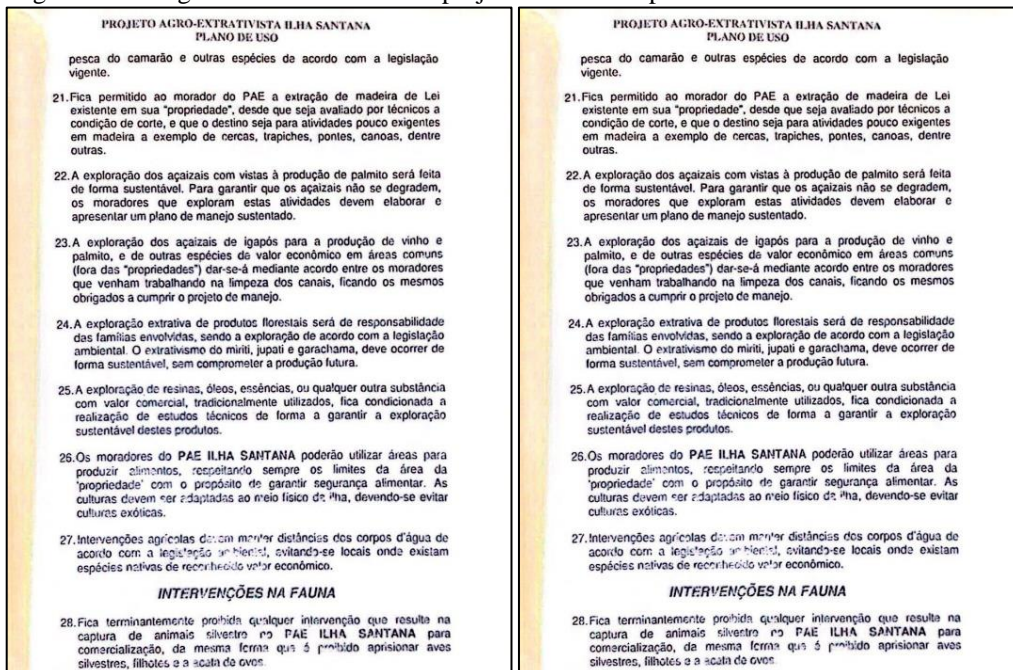 PROJETO AGRO-EXTRATIVISTA ILHA SANTANA
PLANO DE USO
pesca do camarão e outras espécies de acordo com a legislação
vigente.
21.Fica permitido ao morador do PAE a extração de madeira de Lei
existente em sua "propriedade", desde que seja avaliado por técnicos a
condição de corte, e que o destino seja para atividades pouco exigentes
em madeira a exemplo de cercas, trapiches, pontes, canoas, dentre
outras.
22.A exploração dos açaizais com vistas à produção de palmito será feita
de forma sustentável. Para garantir que os açaizais não se degradem,
os moradores que exploram estas atividades devem elaborar e
apresentar um plano de manejo sustentado.
23.A exploração dos açaizais de igapós para a produção de vinho e
palmito, e de outras espécies de valor econômico em áreas comuns
(fora das "propriedades") dar-se-á mediante acordo entre os moradores
que venham trabalhando na limpeza dos canais, ficando os mesmos
obrigados a cumprir o projeto de manejo.
24.A exploração extrativa de produtos florestais será de responsabilidade
das famílias envolvidas, sendo a exploração de acordo com a legislação
ambiental. O extrativismo do miriti, jupati e garachama, deve ocorrer de
forma sustentável, sem comprometer a produção futura.
25.A exploração de resinas, óleos, essências, ou qualquer outra substância
com valor comercial, tradicionalmente utilizados, fica condicionada a
realização de estudos técnicos de forma a garantir a exploração
sustentável destes produtos.
26.Os moradores do PAE ILHA SANTANA poderão utilizar áreas para
produzir alimentos, respeitando sempre os limites da área da
'propriedade' com o propósito de garantir segurança alimentar. As
culturas devem ser adaptadas ao meio físico da ilha, devendo-se evitar
culturas exóticas.
27.Intervenções agrícolas devem manter distâncias dos corpos d'água de
acordo com a legislação ambiental, evitando-se locais onde existam
espécies nativas de reconhecido valor econômico.
INTERVENÇÕES NA FAUNA
28.Fica terminantemente proibida qualquer intervenção que resulte na
captura de animais silvestre no PAE ILHA SANTANA para
comercialização, da mesma forma que é proibido aprisionar aves
silvestres, filhotes e a coleta de ovos.
PROJETO AGRO-EXTRATIVISTA ILHA SANTANA
PLANO DE USO
pesca do camarão e outras espécies de acordo com a legislação
vigente.
21.Fica permitido ao morador do PAE a extração de madeira de Lei
existente em sua "propriedade", desde que seja avaliado por técnicos a
condição de corte, e que o destino seja para atividades pouco exigentes
em madeira a exemplo de cercas, trapiches, pontes, canoas, dentre
outras.
22.A exploração dos açaizais com vistas à produção de palmito será feita
de forma sustentável. Para garantir que os açaizais não se degradem,
os moradores que exploram estas atividades devem elaborar e
apresentar um plano de manejo sustentado.
23.A exploração dos açaizais de igapós para a produção de vinho e
palmito, e de outras espécies de valor econômico em áreas comuns
(fora das "propriedades") dar-se-á mediante acordo entre os moradores
que venham trabalhando na limpeza dos canais, ficando os mesmos
obrigados a cumprir o projeto de manejo.
24.A exploração extrativa de produtos florestais será de responsabilidade
das famílias envolvidas, sendo a exploração de acordo com a legislação
ambiental. O extrativismo do miriti, jupati e garachama, deve ocorrer de
forma sustentável, sem comprometer a produção futura.
25.A exploração de resinas, óleos, essências, ou qualquer outra substância
com valor comercial, tradicionalmente utilizados, fica condicionada a
realização de estudos técnicos de forma a garantir a exploração
sustentável destes produtos.
26.Os moradores do PAE ILHA SANTANA poderão utilizar áreas para
produzir alimentos, respeitando sempre os limites da área da
'propriedade' com o propósito de garantir segurança alimentar. As
culturas devem ser adaptadas ao meio físico da ilha, devendo-se evitar
culturas exóticas.
27.Intervenções agrícolas devem manter distâncias dos corpos d'água de
acordo com a legislação ambiental, evitando-se locais onde existam
espécies nativas de reconhecido valor econômico.
INTERVENÇÕES NA FAUNA
28.Fica terminantemente proibida qualquer intervenção que resulte na
captura de animais silvestre no PAE ILHA SANTANA para
comercialização, da mesma forma que é proibido aprisionar aves
silvestres, filhotes e a coleta de ovos.